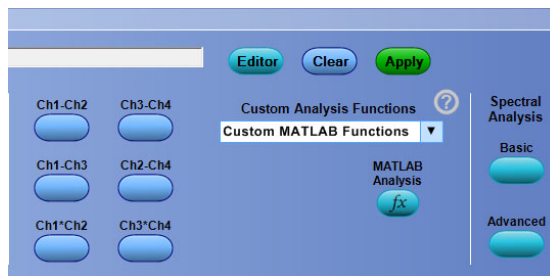 Editor Clear Apply
Ch1-Ch2 Ch3-Ch4 Custom Analysis Functions ? Spectral
Analysis
Custom MATLAB Functions
Basic
Ch1-Ch3 Ch2-Ch4 MATLAB
Analysis
fx
Ch1*Ch2 Ch3*Ch4 Advanced